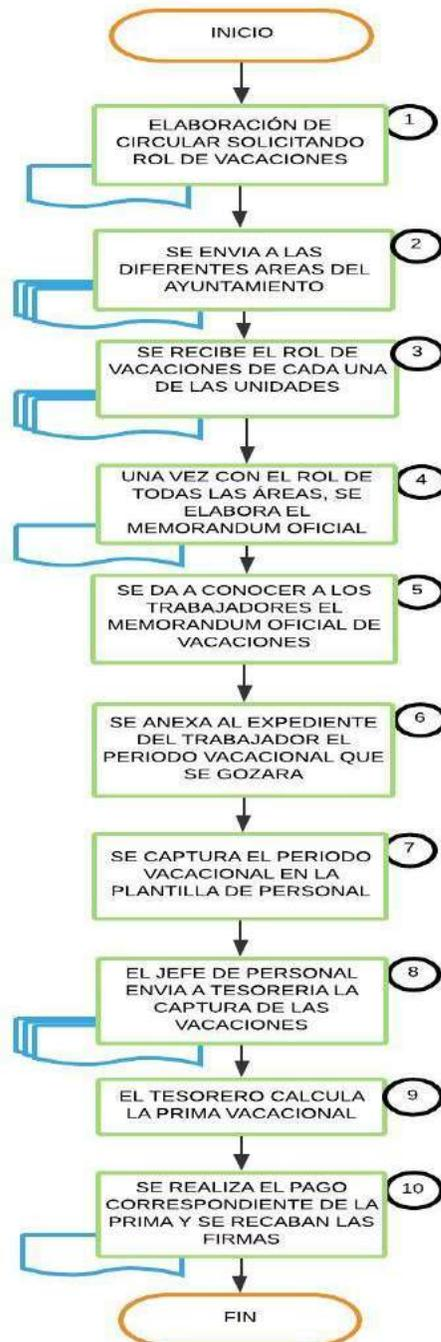 INICIO
1
ELABORACIÓN DE
CIRCULAR SOLICITANDO
ROL DE VACACIONES
2
SE ENVIA A LAS
DIFERENTES AREAS DEL
AYUNTAMIENTO
3
SE RECIBE EL ROL DE
VACACIONES DE CADA UNA
DE LAS UNIDADES
4
UNA VEZ CON EL ROL DE
TODAS LAS ÁREAS, SE
ELABORA EL
MEMORANDUM OFICIAL
5
SE DA A CONOCER A LOS
TRABAJADORES EL
MEMORANDUM OFICIAL DE
VACACIONES
6
SE ANEXA AL EXPEDIENTE
DEL TRABAJADOR EL
PERIODO VACACIONAL QUE
SE GOZARA
7
SE CAPTURA EL PERIODO
VACACIONAL EN LA
PLANTILLA DE PERSONAL
8
EL JEFE DE PERSONAL
ENVIA A TESORERIA LA
CAPTURA DE LAS
VACACIONES
9
EL TESORERO CALCULA
LA PRIMA VACACIONAL
10
SE REALIZA EL PAGO
CORRESPONDIENTE DE LA
PRIMA Y SE RECABAN LAS
FIRMAS
FIN